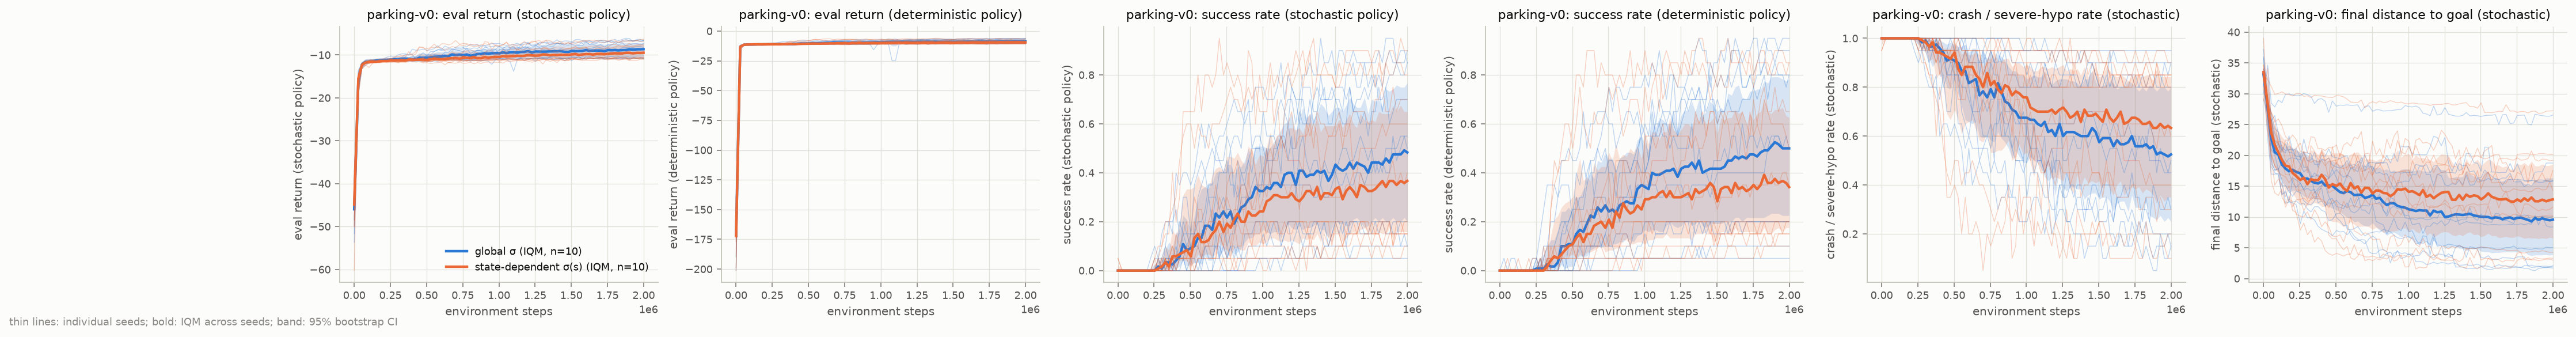 parking-v0: eval return (stochastic policy)
eval return (stochastic policy)
−10
−20
−30
−40
−50
−60
global σ (IQM, n=10)
state-dependent σ(s) (IQM, n=10)
0.00 0.25 0.50 0.75 1.00 1.25 1.50 1.75 2.00
environment steps
1e6
parking-v0: eval return (deterministic policy)
eval return (deterministic policy)
0
−25
−50
−75
−100
−125
−150
−175
−200
0.00 0.25 0.50 0.75 1.00 1.25 1.50 1.75 2.00
environment steps
1e6
parking-v0: success rate (stochastic policy)
success rate (stochastic policy)
0.8
0.6
0.4
0.2
0.0
0.00 0.25 0.50 0.75 1.00 1.25 1.50 1.75 2.00
environment steps
1e6
parking-v0: success rate (deterministic policy)
success rate (deterministic policy)
0.8
0.6
0.4
0.2
0.0
0.00 0.25 0.50 0.75 1.00 1.25 1.50 1.75 2.00
environment steps
1e6
parking-v0: crash / severe-hypo rate (stochastic)
crash / severe-hypo rate (stochastic)
1.0
0.8
0.6
0.4
0.2
0.00 0.25 0.50 0.75 1.00 1.25 1.50 1.75 2.00
environment steps
1e6
parking-v0: final distance to goal (stochastic)
final distance to goal (stochastic)
40
35
30
25
20
15
10
5
0
0.00 0.25 0.50 0.75 1.00 1.25 1.50 1.75 2.00
environment steps
1e6
thin lines: individual seeds; bold: IQM across seeds; band: 95% bootstrap CI